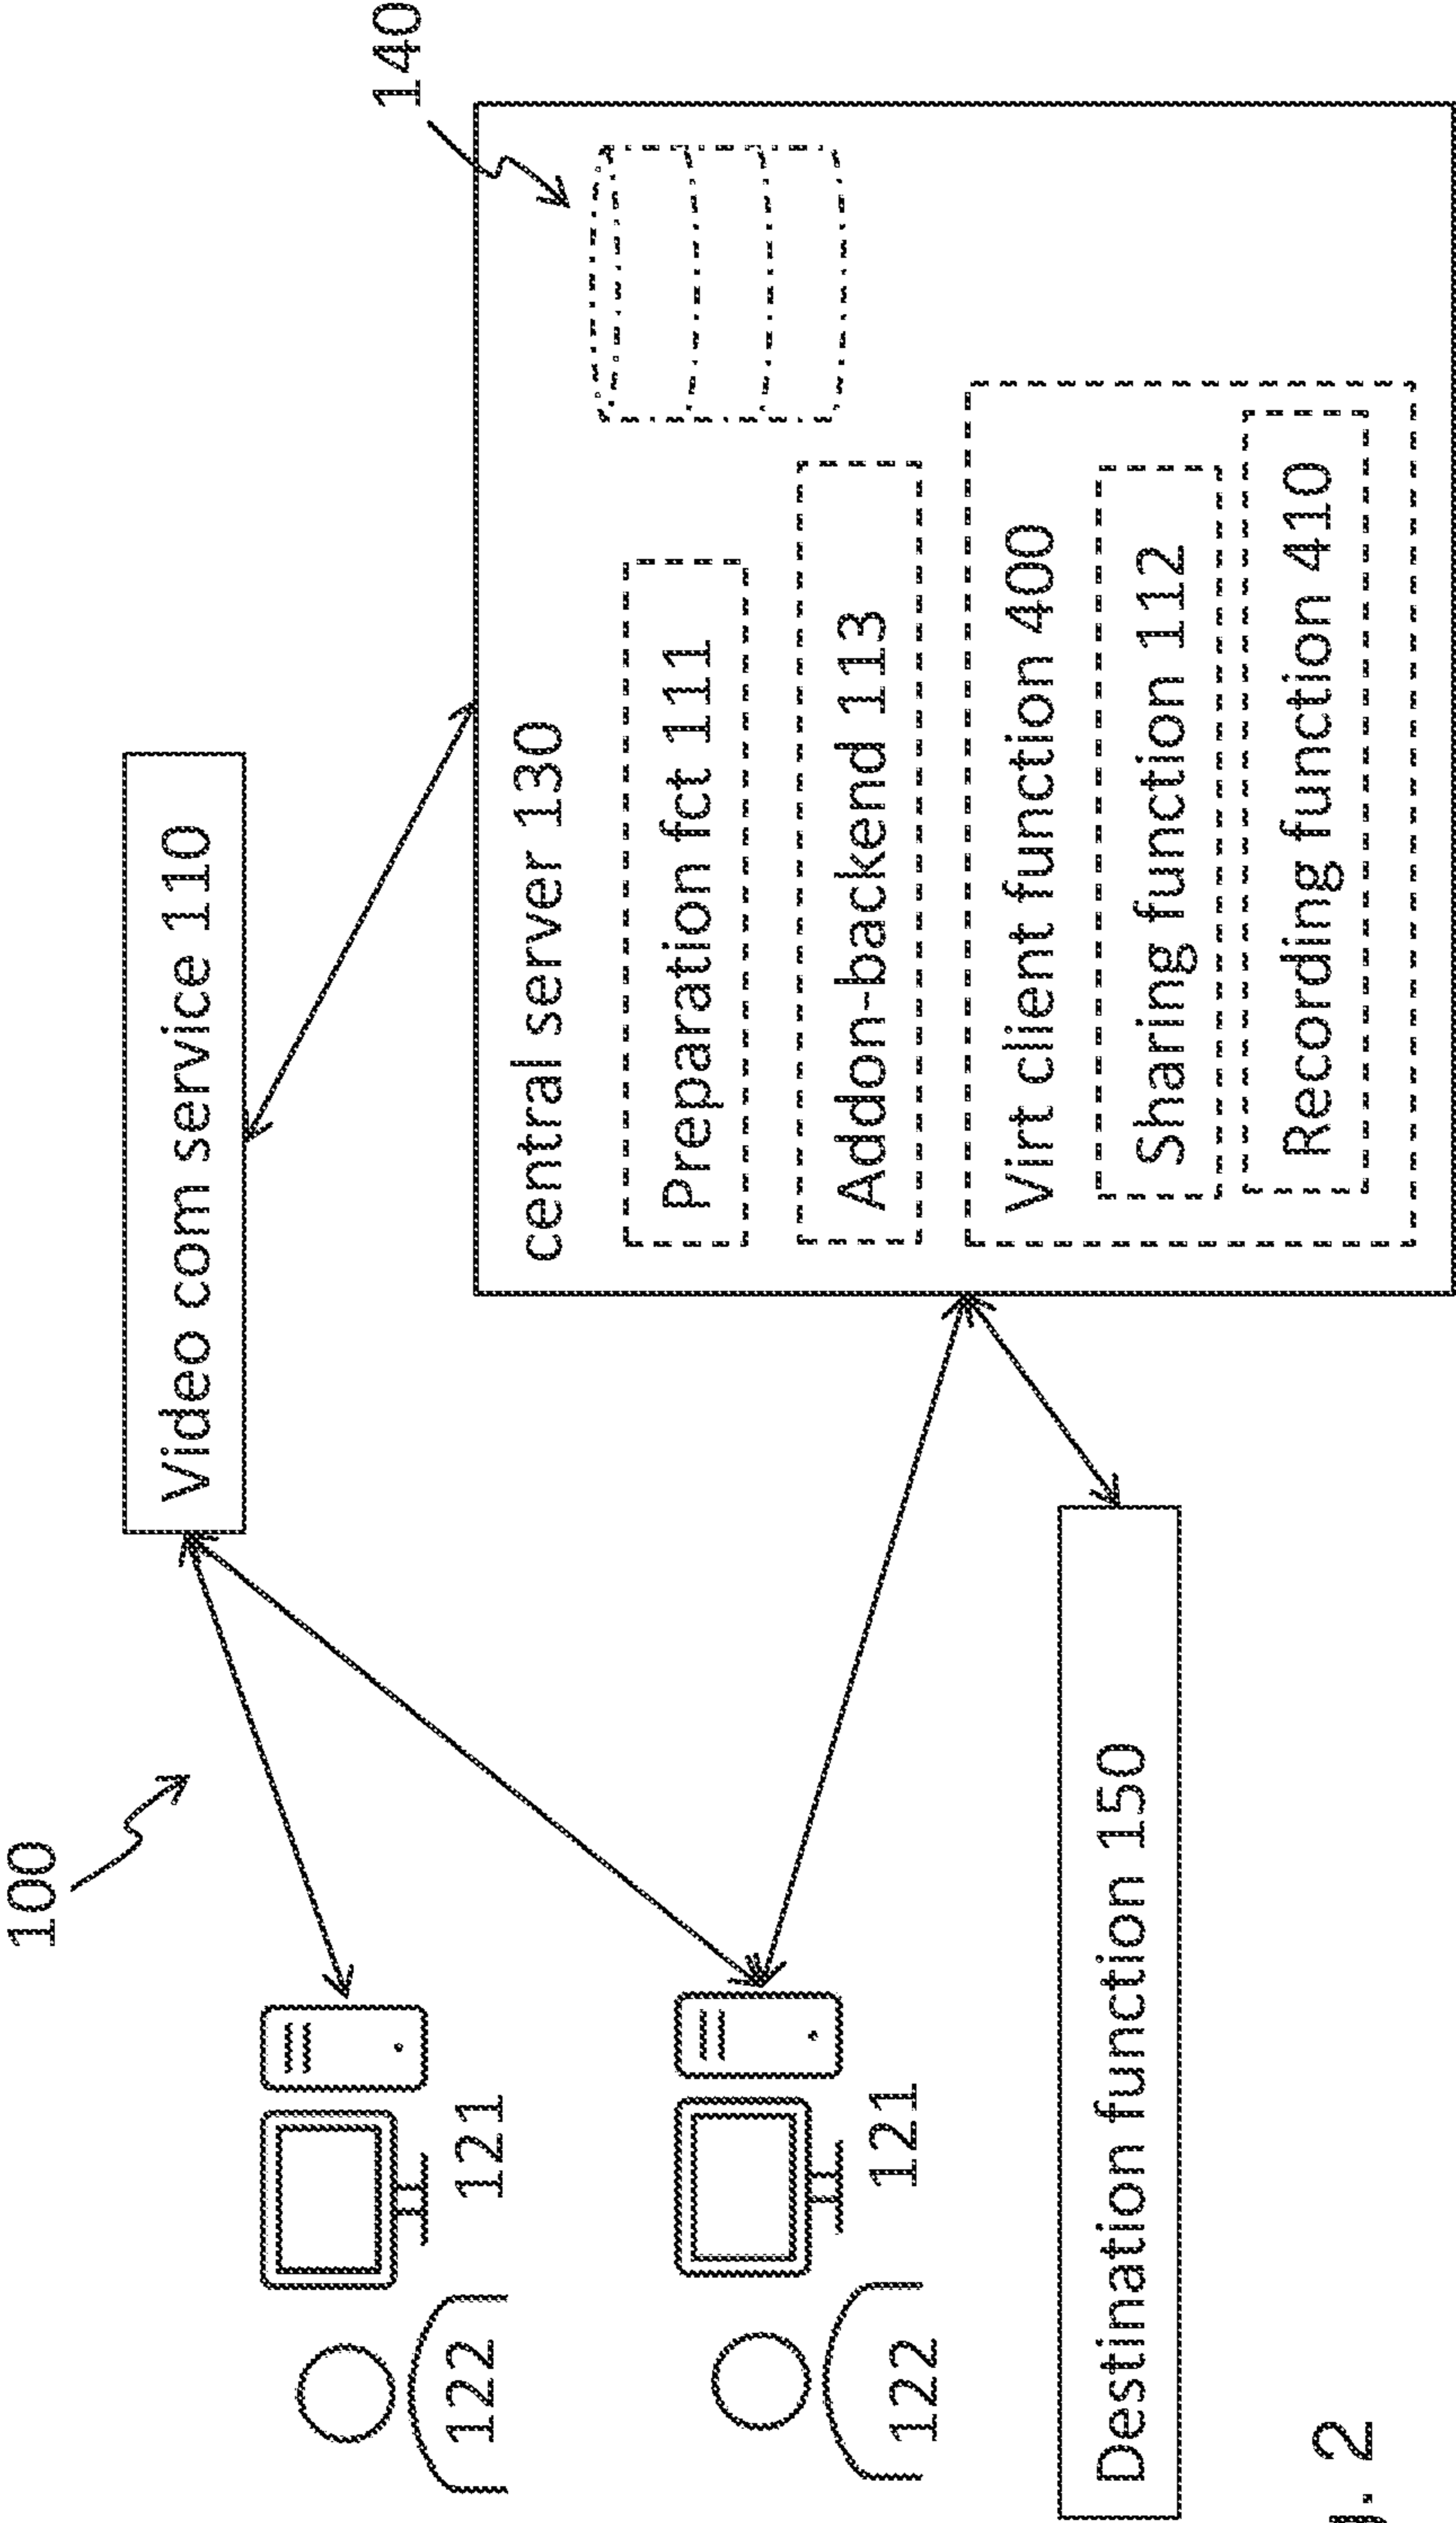 100
Video com service 110
140
central server 130
Preparation fct 111
Addon-backend 113
Virt client function 400
Sharing function 112
Recording function 410
122
121
122
121
Destination function 150
2